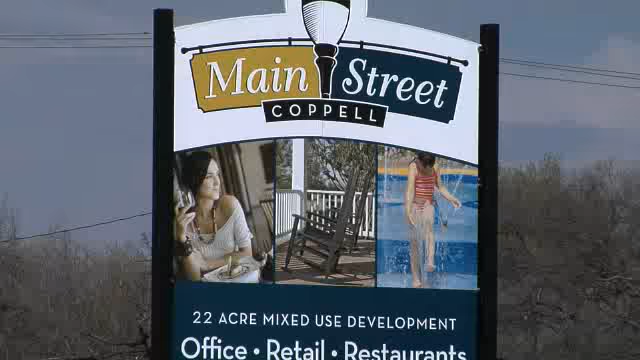 Main Street
COPPELL
22 ACRE MIXED USE DEVELOPMENT
Office • Retail • Restaurants